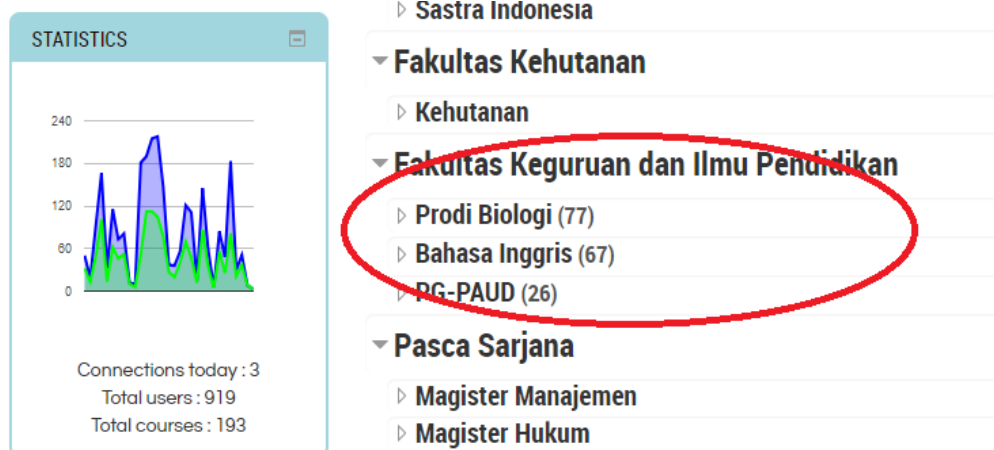 STATISTICS
240
180
120
60
0
Connections today : 3
Total users : 919
Total courses : 193
Sastra Indonesia
Fakultas Kehutanan
Kehutanan
Fakultas Keguruan dan Ilmu Pendidikan
Prodi Biologi (77)
Bahasa Inggris (67)
PG-PAUD (26)
Pasca Sarjana
Magister Manajemen
Magister Hukum